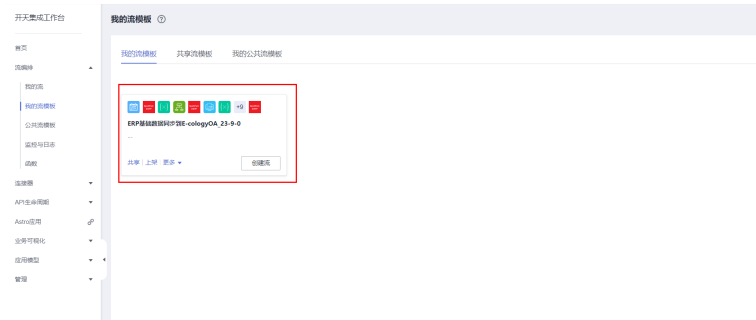 开天集成工作台
首页
流编排
我的流
我的流模板
公共流模板
监控与日志
函数
连接器
API生命周期
Astro应用
业务可视化
应用模型
管理
我的流模板
我的流模板 共享流模板 我的公共流模板
+9
ERP基础数据同步到E-cologyOA_23-9-0
...
共享 上架 更多 创建流